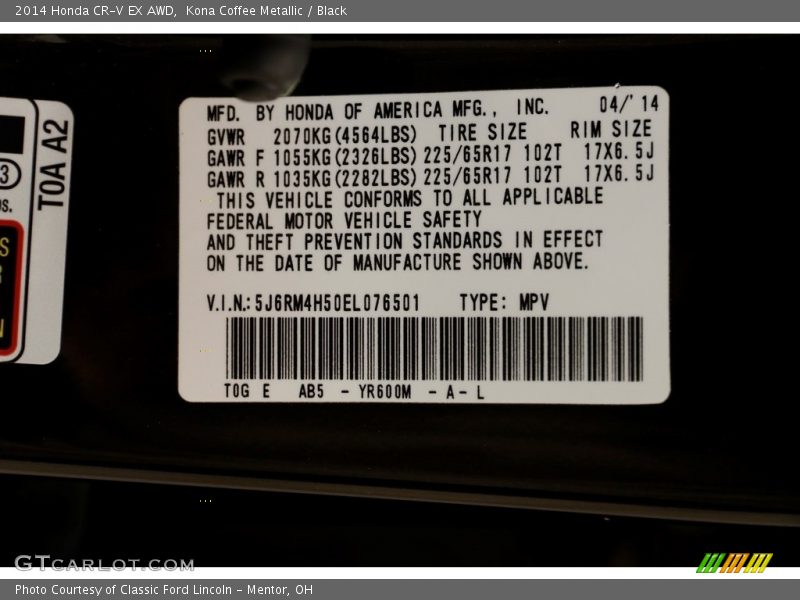 2014 Honda CR-V EX AWD, Kona Coffee Metallic / Black
MFD. BY HONDA OF AMERICA MFG., INC. 04/'14
GVWR 2070KG(4564LBS) TIRE SIZE RIM SIZE
GAWR F 1055KG(2326LBS) 225/65R17 102T 17X6.5J
GAWR R 1035KG(2282LBS) 225/65R17 102T 17X6.5J
THIS VEHICLE CONFORMS TO ALL APPLICABLE
FEDERAL MOTOR VEHICLE SAFETY
AND THEFT PREVENTION STANDARDS IN EFFECT
ON THE DATE OF MANUFACTURE SHOWN ABOVE.
V.I.N.: 5J6RM4H50EL076501 TYPE: MPV
T0G E AB5 - YR600M - A - L
T0A A2
3
GTCARLOT.COM
Photo Courtesy of Classic Ford Lincoln - Mentor, OH